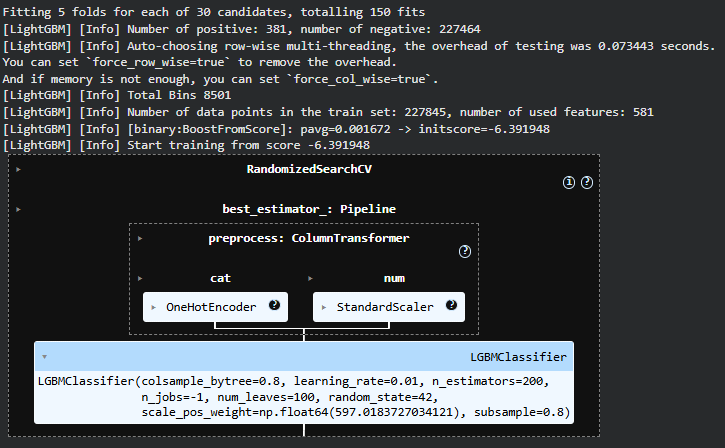 Fitting 5 folds for each of 30 candidates, totalling 150 fits
[LightGBM] [Info] Number of positive: 381, number of negative: 227464
[LightGBM] [Info] Auto-choosing row-wise multi-threading, the overhead of testing was 0.073443 seconds.
You can set `force_row_wise=true` to remove the overhead.
And if memory is not enough, you can set `force_col_wise=true`.
[LightGBM] [Info] Total Bins 8501
[LightGBM] [Info] Number of data points in the train set: 227845, number of used features: 581
[LightGBM] [Info] [binary:BoostFromScore]: pavg=0.001672 -> initscore=-6.391948
[LightGBM] [Info] Start training from score -6.391948
RandomizedSearchCV
i ?
best_estimator_: Pipeline
preprocess: ColumnTransformer
?
cat num
OneHotEncoder ? StandardScaler ?
LGBMClassifier
LGBMClassifier(colsample_bytree=0.8, learning_rate=0.01, n_estimators=200,
n_jobs=-1, num_leaves=100, random_state=42,
scale_pos_weight=np.float64(597.0183727034121), subsample=0.8)